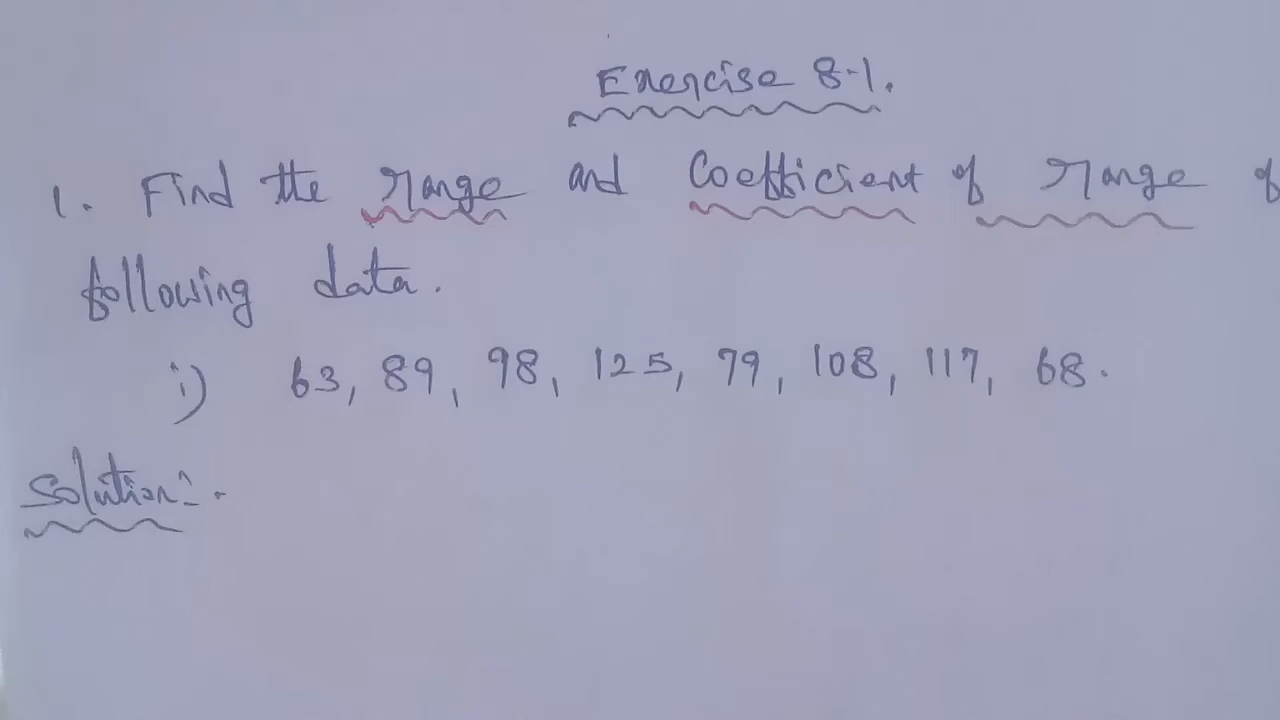 Exercise 8.1.
1. Find the range and Coefficient of range of
following data.
i) 63, 89, 98, 125, 79, 108, 117, 68.
Solution:.